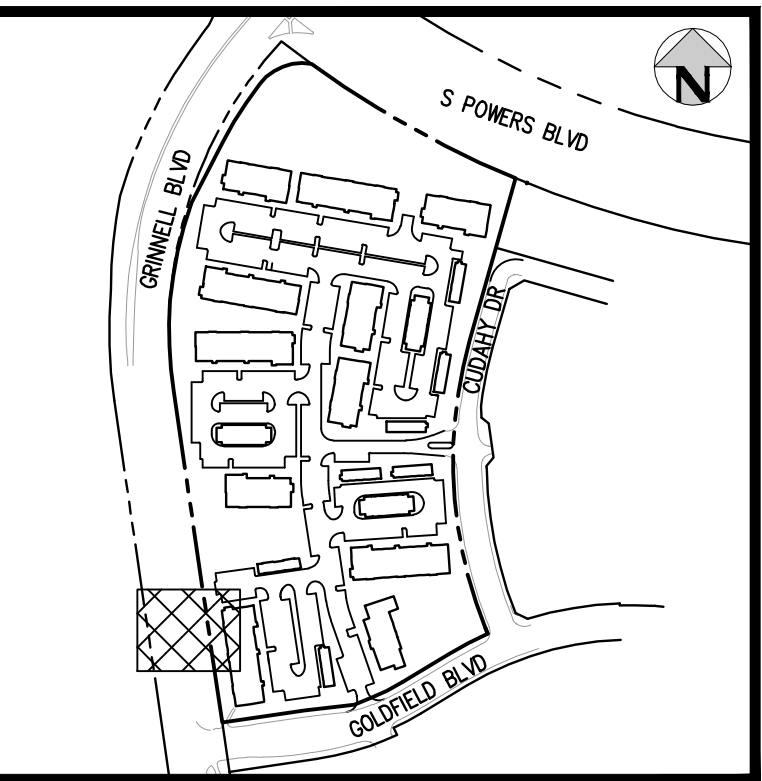 N
S POWERS BLVD
GRINNELL BLVD
CUDAHY DR
GOLDFIELD BLVD